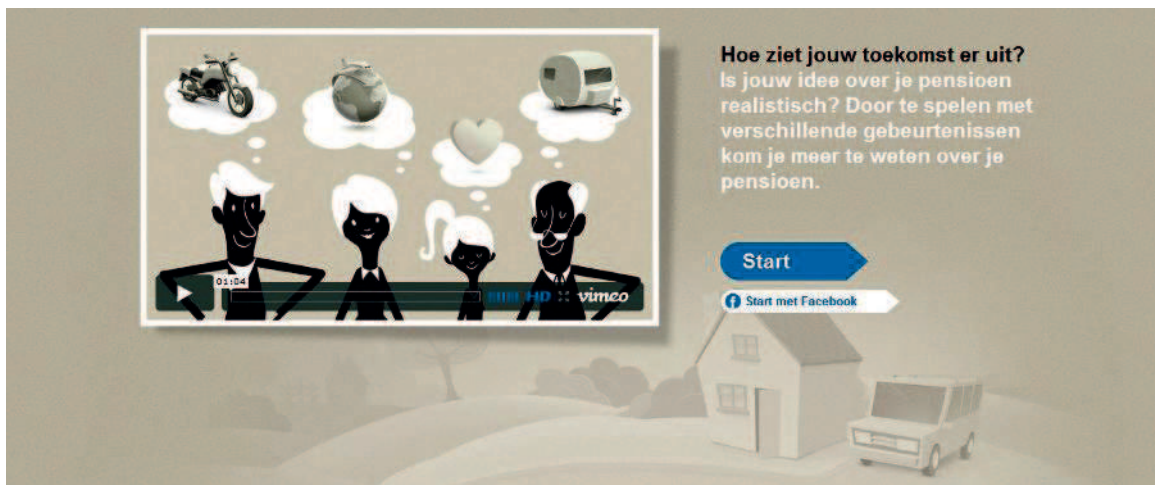 Hoe ziet jouw toekomst er uit?
Is jouw idee over je pensioen
realistisch? Door te spelen met
verschillende gebeurtenissen
kom je meer te weten over je
pensioen.
Start
Start met Facebook
01:04
HD vimeo